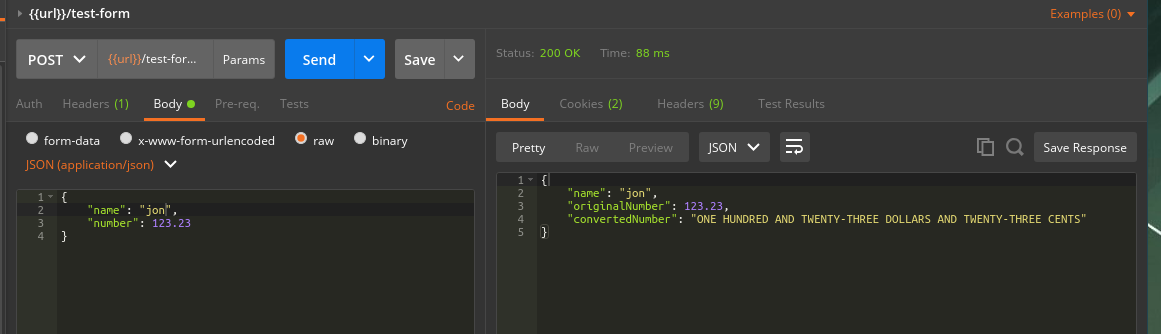 {{url}}/test-form
Examples (0)
POST {{url}}/test-for... Params Send Save
Status: 200 OK Time: 88 ms
Auth Headers (1) Body Pre-req. Tests Code
Body Cookies (2) Headers (9) Test Results
form-data x-www-form-urlencoded raw binary
JSON (application/json)
Pretty Raw Preview JSON Save Response
1 {
2 "name": "jon",
3 "number": 123.23
4 }
1 {
2 "name": "jon",
3 "originalNumber": 123.23,
4 "convertedNumber": "ONE HUNDRED AND TWENTY-THREE DOLLARS AND TWENTY-THREE CENTS"
5 }